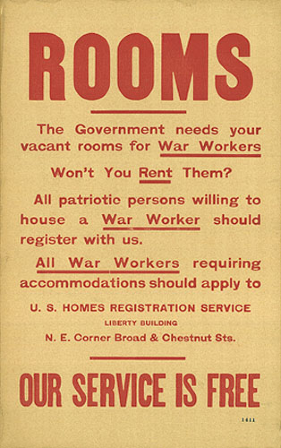 ROOMS
The Government needs your
vacant rooms for War Workers
Won't You Rent Them?
All patriotic persons willing to
house a War Worker should
register with us.
All War Workers requiring
accommodations should apply to
U. S. HOMES REGISTRATION SERVICE
LIBERTY BUILDING
N. E. Corner Broad & Chestnut Sts.
OUR SERVICE IS FREE
1411